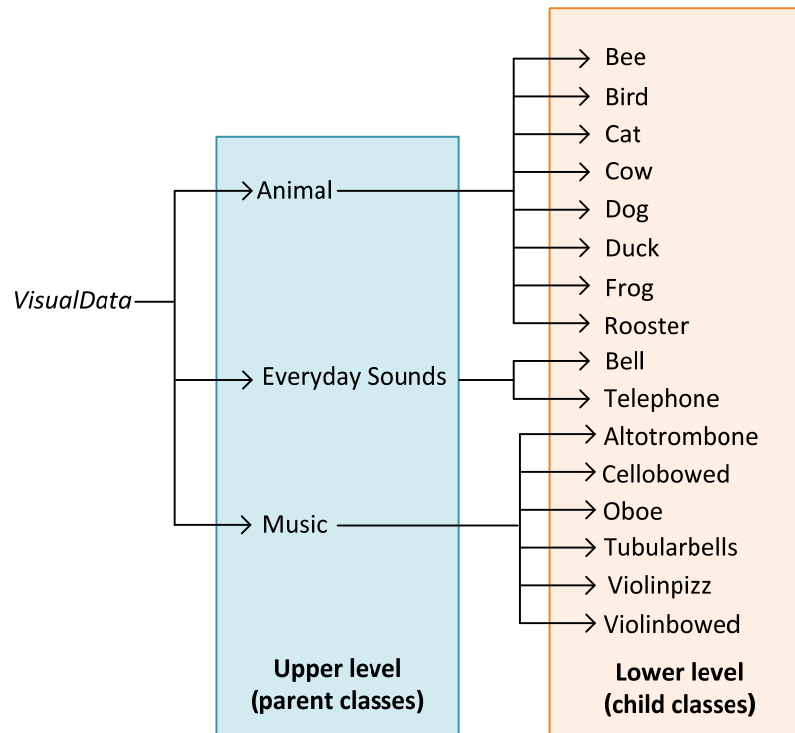 VisualData
Animal
Everyday Sounds
Music
Upper level
(parent classes)
Bee
Bird
Cat
Cow
Dog
Duck
Frog
Rooster
Bell
Telephone
Altotrombone
Cellobowed
Oboe
Tubularbells
Violinpizz
Violinbowed
Lower level
(child classes)